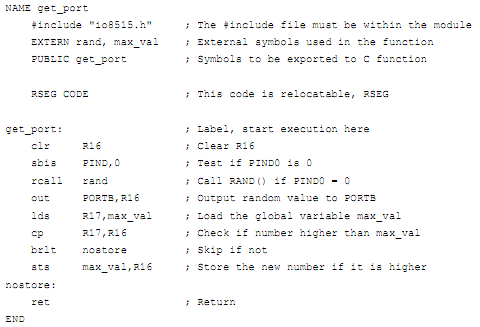 NAME get_port
#include "io8515.h" ; The #include file must be within the module
EXTERN rand, max_val ; External symbols used in the function
PUBLIC get_port ; Symbols to be exported to C function
RSEG CODE ; This code is relocatable, RSEG
get_port: ; Label, start execution here
clr R16 ; Clear R16
sbis PIND,0 ; Test if PIND0 is 0
rcall rand ; Call RAND() if PIND0 = 0
out PORTB,R16 ; Output random value to PORTB
lds R17,max_val ; Load the global variable max_val
cp R17,R16 ; Check if number higher than max_val
brlt nostore ; Skip if not
sts max_val,R16 ; Store the new number if it is higher
nostore:
ret ; Return
END